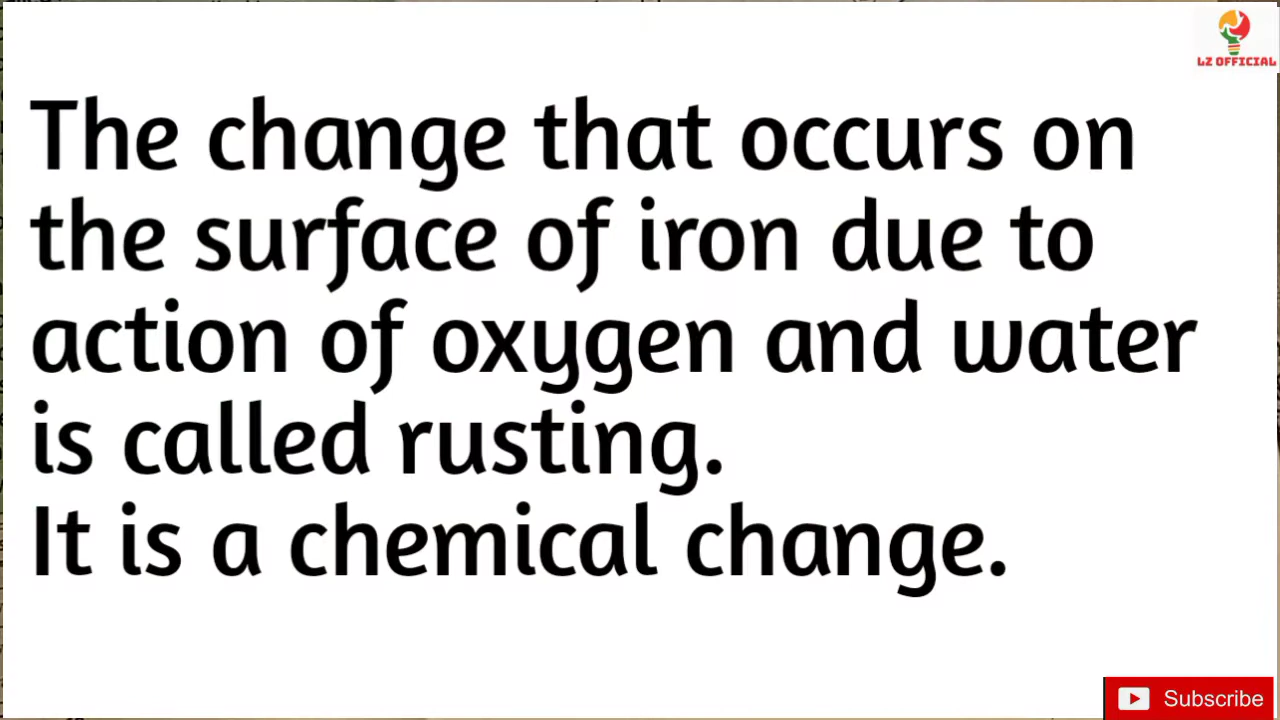 LZ OFFICIAL
The change that occurs on
the surface of iron due to
action of oxygen and water
is called rusting.
It is a chemical change.
Subscribe